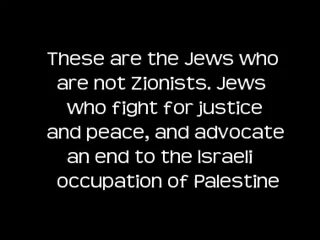 These are the Jews who
are not Zionists. Jews
who fight for justice
and peace, and advocate
an end to the Israeli
occupation of Palestine